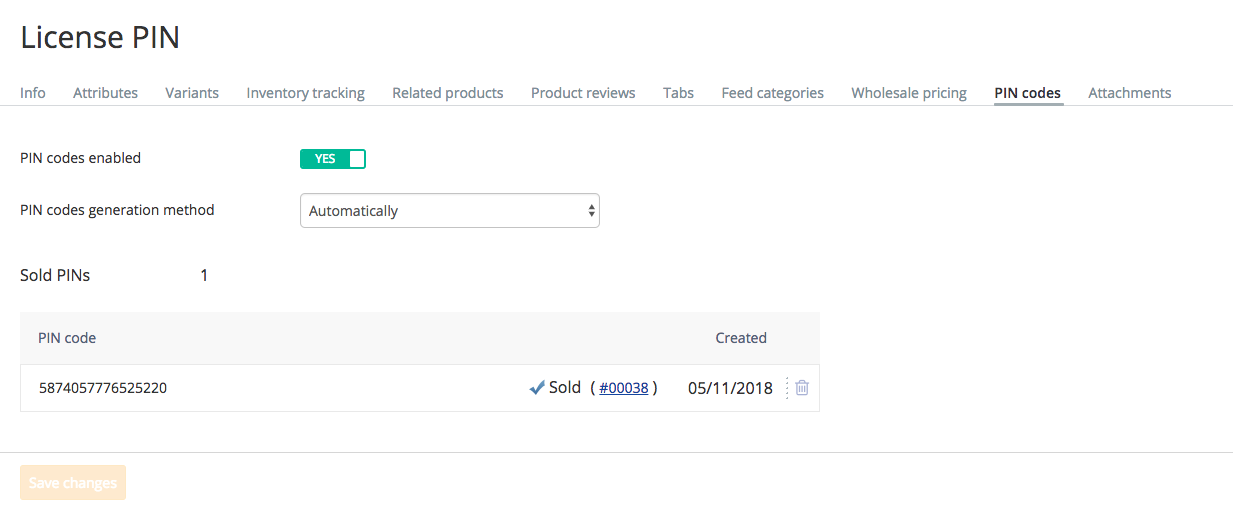 License PIN
Info Attributes Variants Inventory tracking Related products Product reviews Tabs Feed categories Wholesale pricing PIN codes Attachments
PIN codes enabled YES
PIN codes generation method Automatically
Sold PINs 1
PIN code Created
5874057776525220 Sold ( #00038 ) 05/11/2018
Save changes